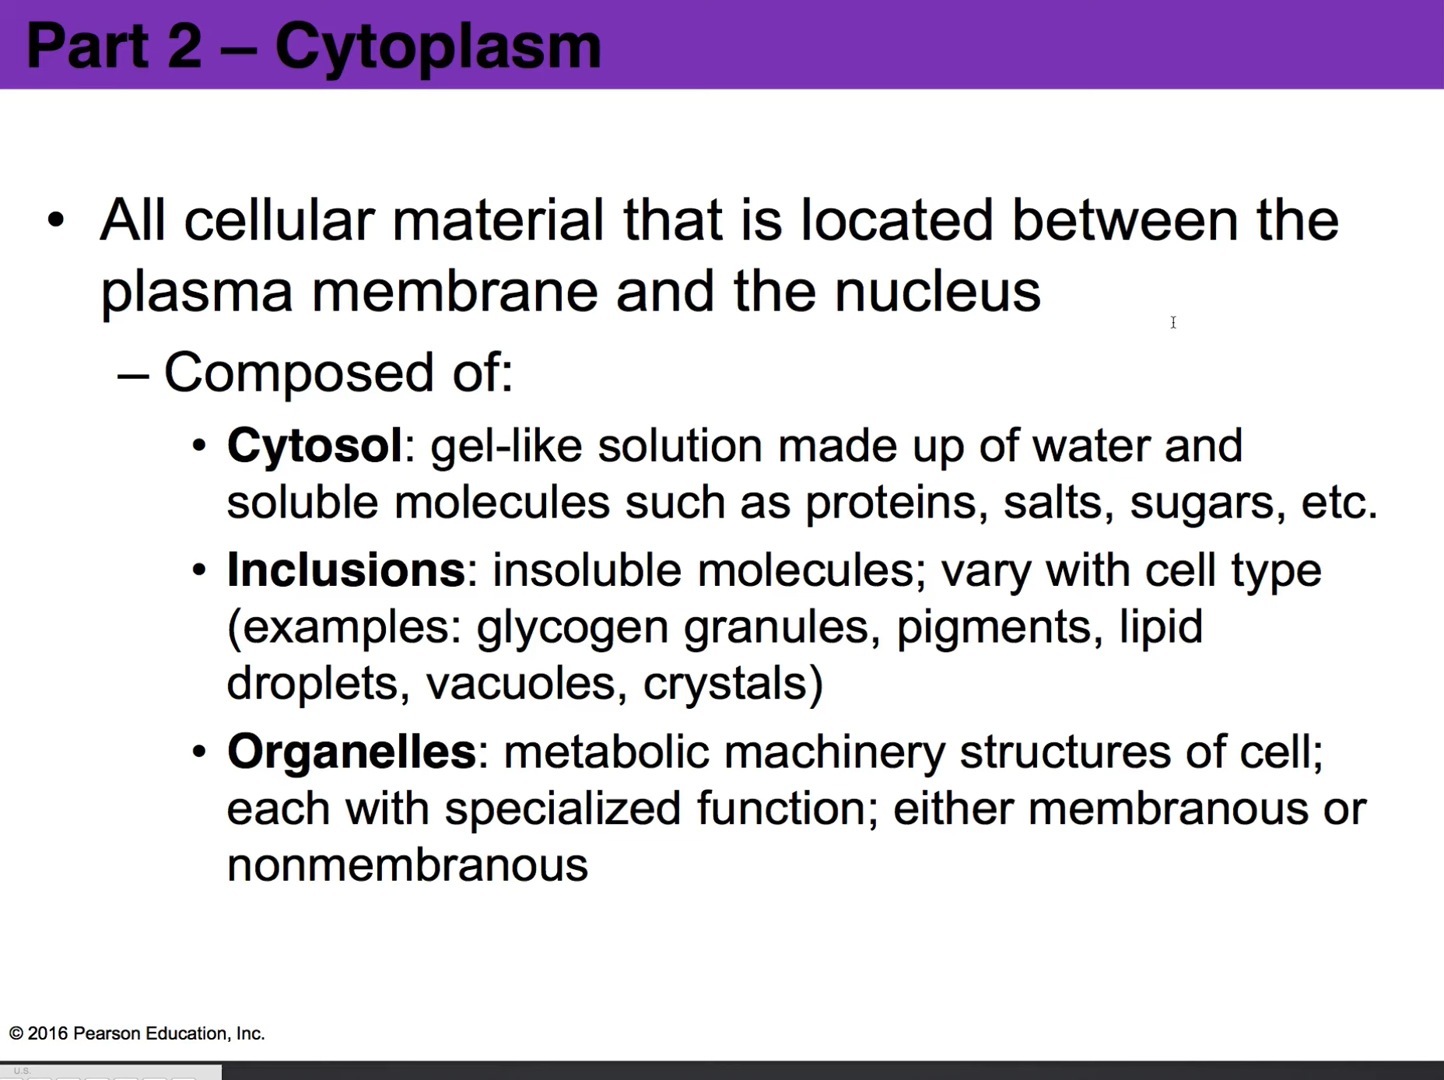 Part 2 – Cytoplasm
• All cellular material that is located between the
plasma membrane and the nucleus
– Composed of:
• Cytosol: gel-like solution made up of water and
soluble molecules such as proteins, salts, sugars, etc.
• Inclusions: insoluble molecules; vary with cell type
(examples: glycogen granules, pigments, lipid
droplets, vacuoles, crystals)
• Organelles: metabolic machinery structures of cell;
each with specialized function; either membranous or
nonmembranous
© 2016 Pearson Education, Inc.
U.S.